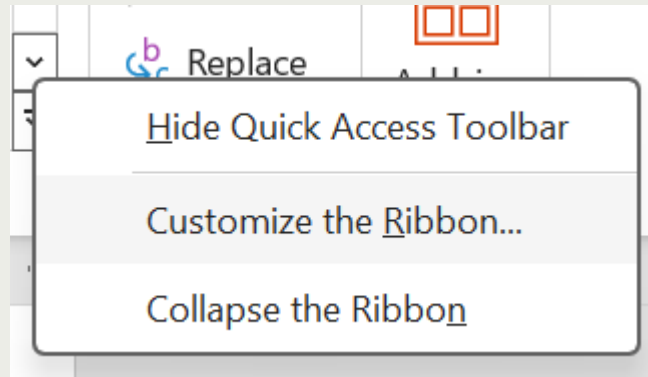 Replace
Hide Quick Access Toolbar
Customize the Ribbon...
Collapse the Ribbon